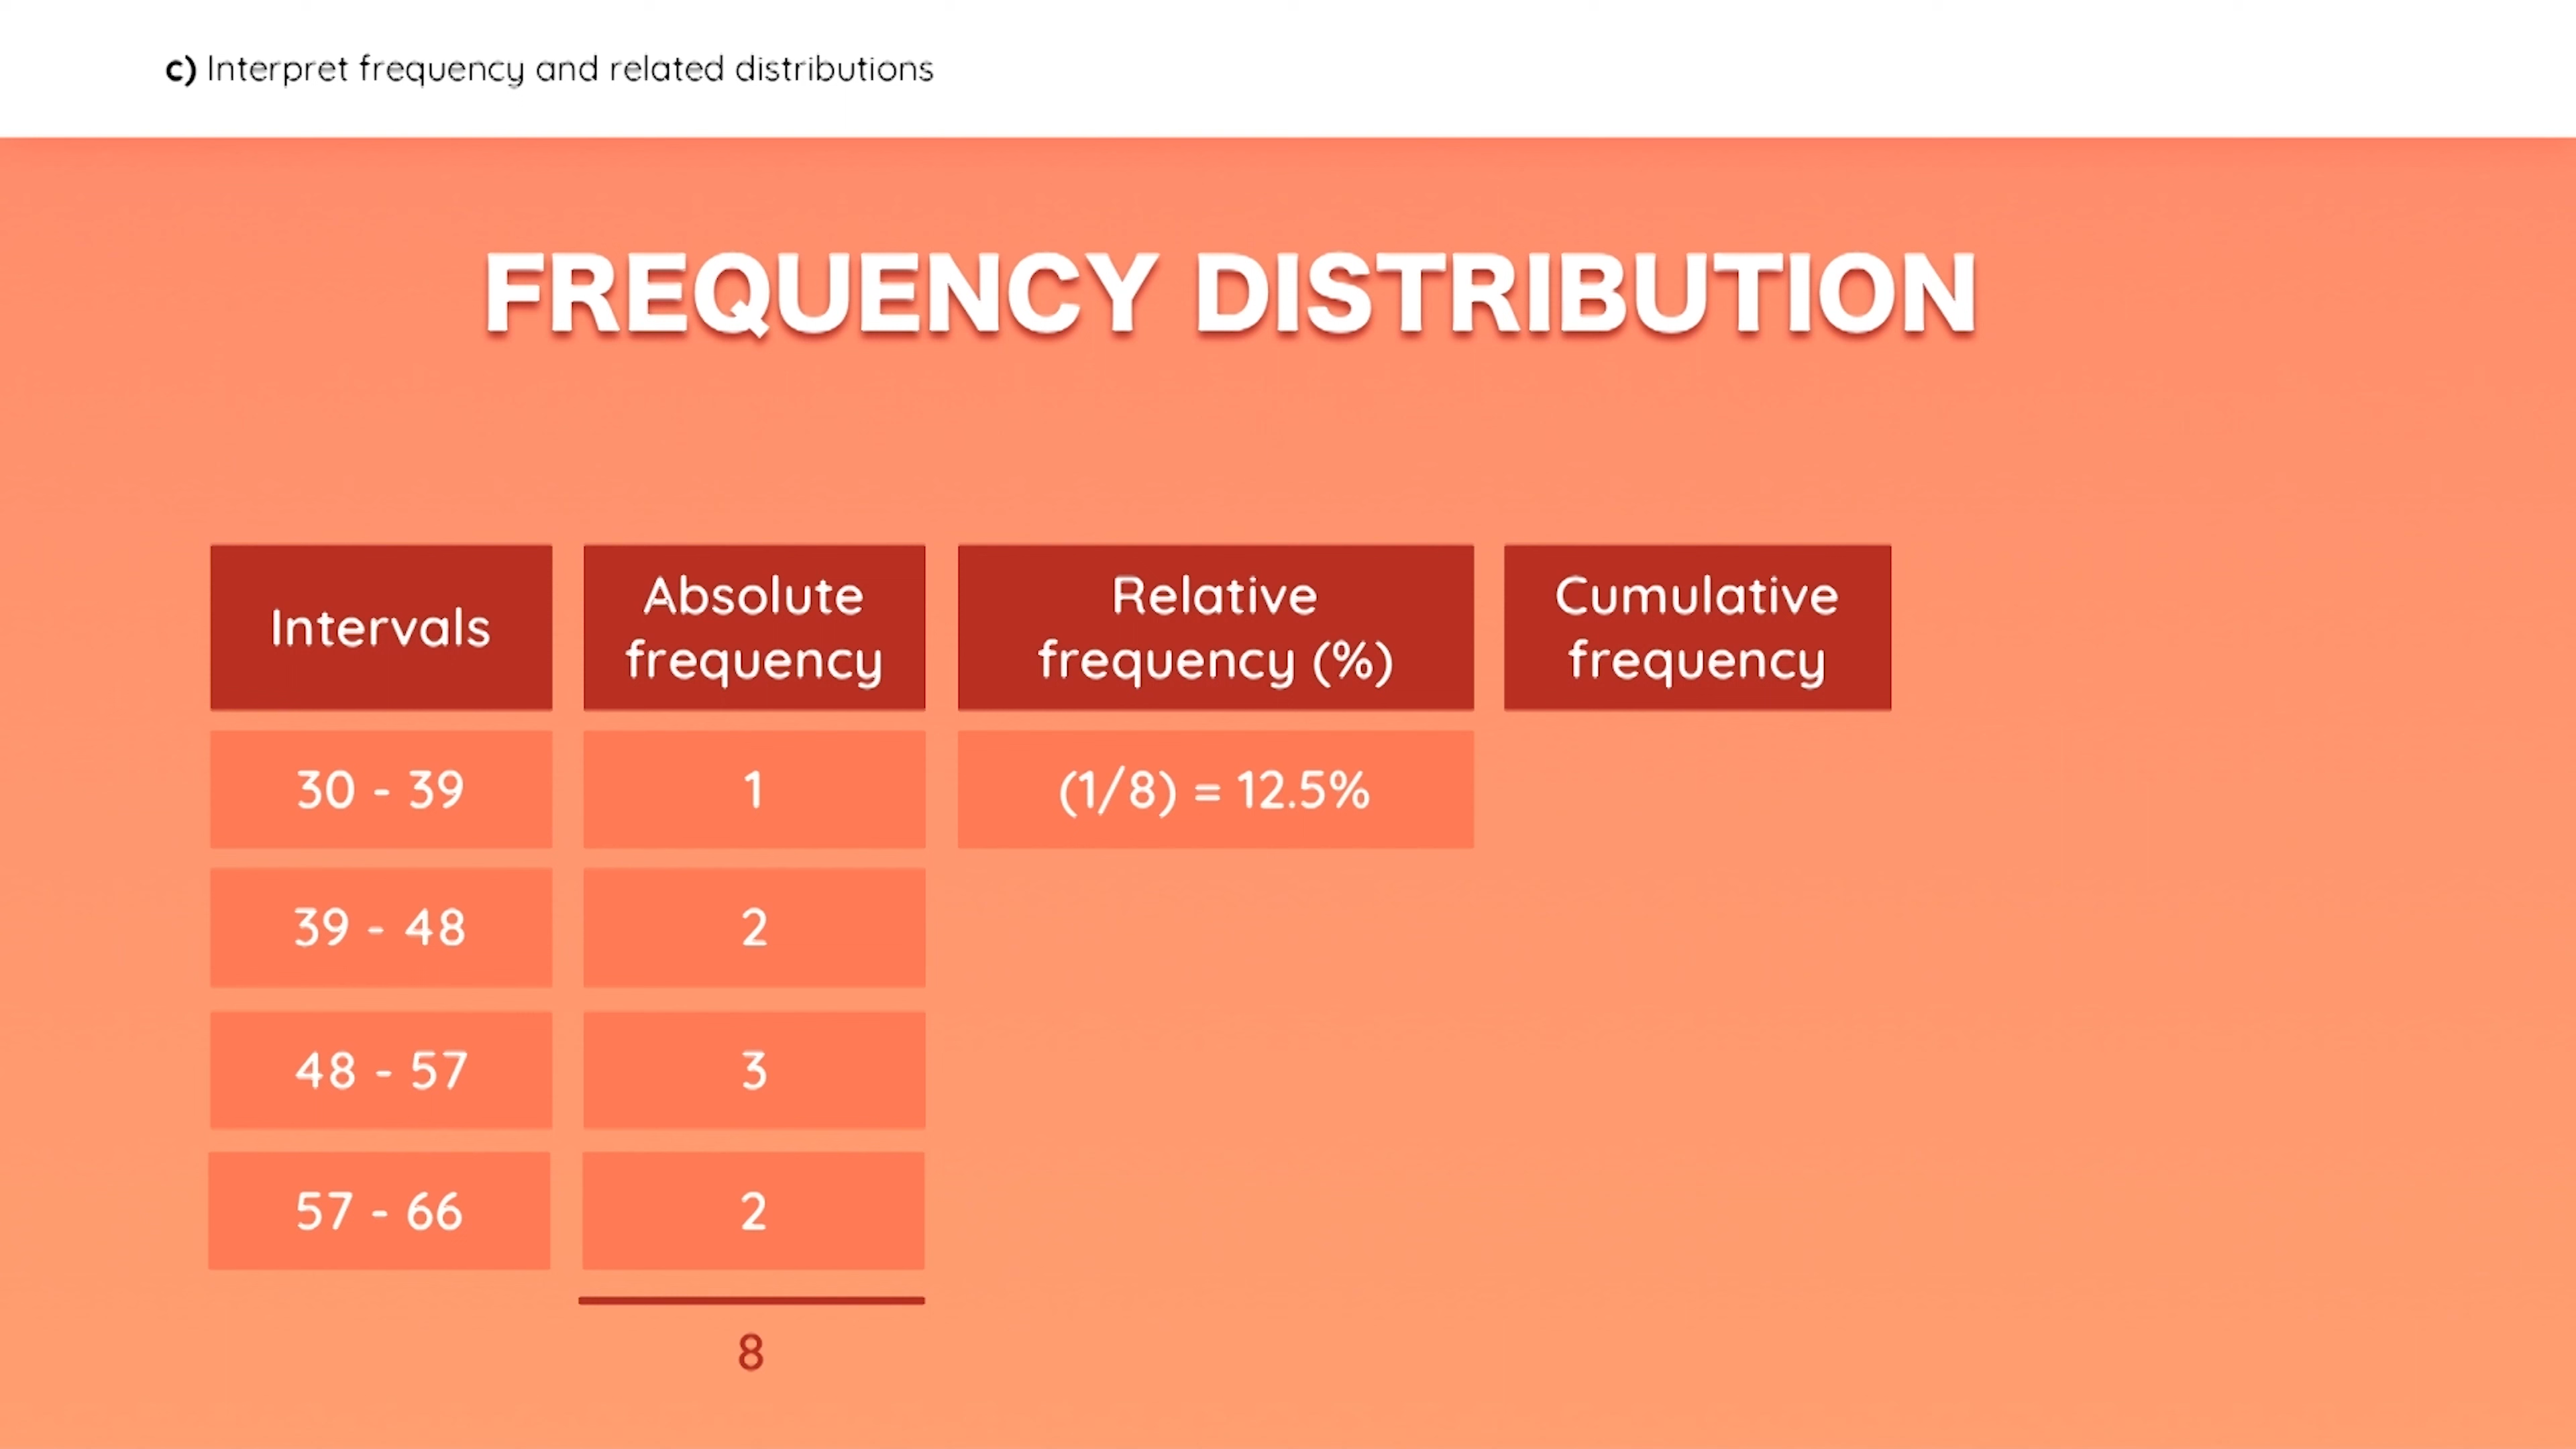 c) Interpret frequency and related distributions
FREQUENCY DISTRIBUTION
Intervals
Absolute
frequency
Relative
frequency (%)
Cumulative
frequency
30 - 39
1
(1/8) = 12.5%
39 - 48
2
48 - 57
3
57 - 66
2
8